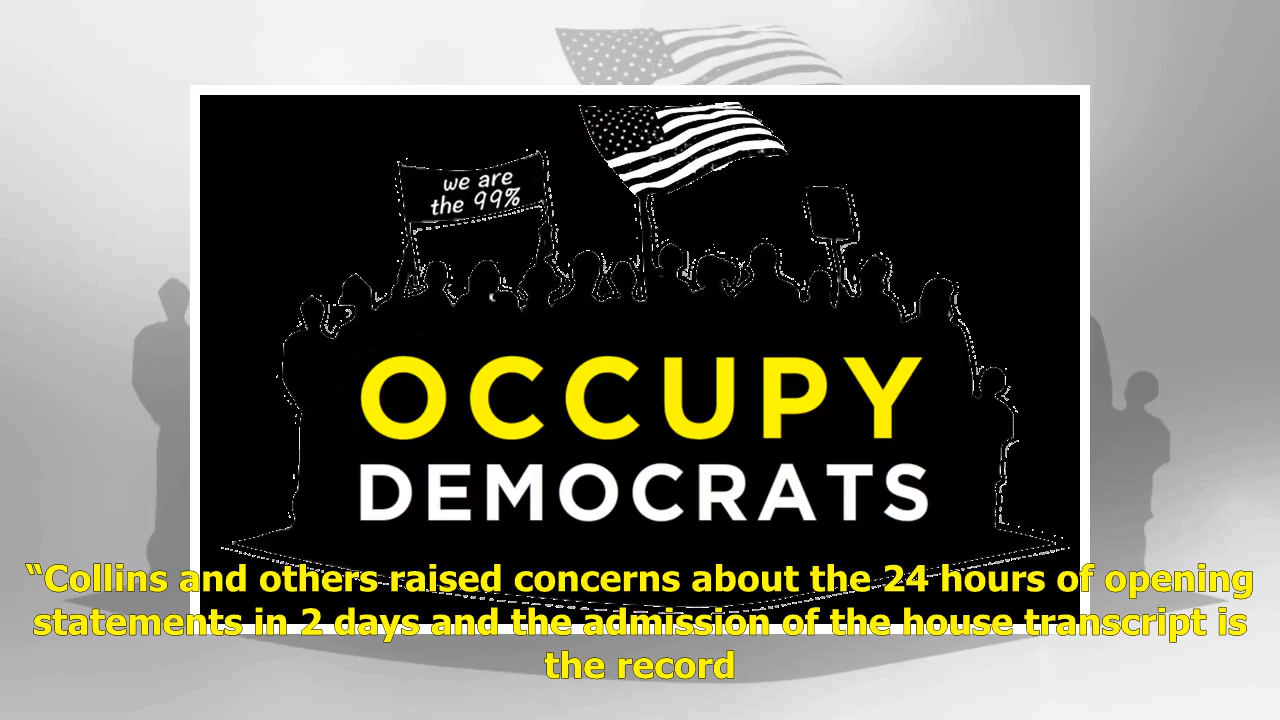 we are
the 99%
OCCUPY
DEMOCRATS
“Collins and others raised concerns about the 24 hours of opening
statements in 2 days and the admission of the house transcript is
the record